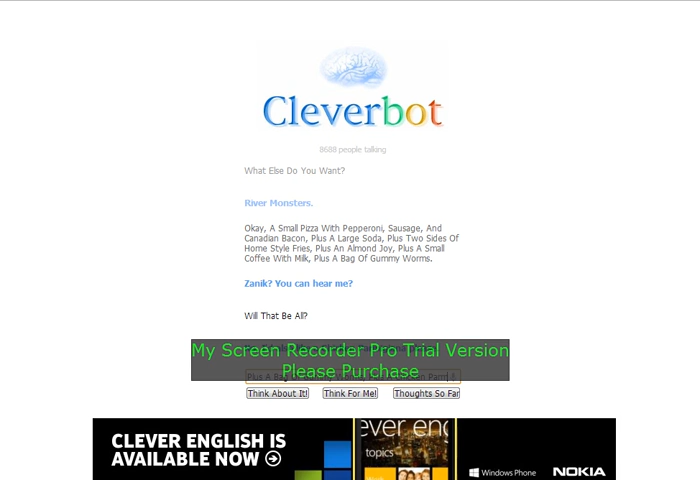 Cleverbot
8688 people talking
What Else Do You Want?
River Monsters.
Okay, A Small Pizza With Pepperoni, Sausage, And
Canadian Bacon, Plus A Large Soda, Plus Two Sides Of
Home Style Fries, Plus An Almond Joy, Plus A Small
Coffee With Milk, Plus A Bag Of Gummy Worms.
Zanik? You can hear me?
Will That Be All?
My Screen Recorder Pro Trial Version
Please Purchase
Plus A Bag
Think About It! Think For Me! Thoughts So Far
CLEVER ENGLISH IS
AVAILABLE NOW
ever eng
topics
Windows Phone
NOKIA